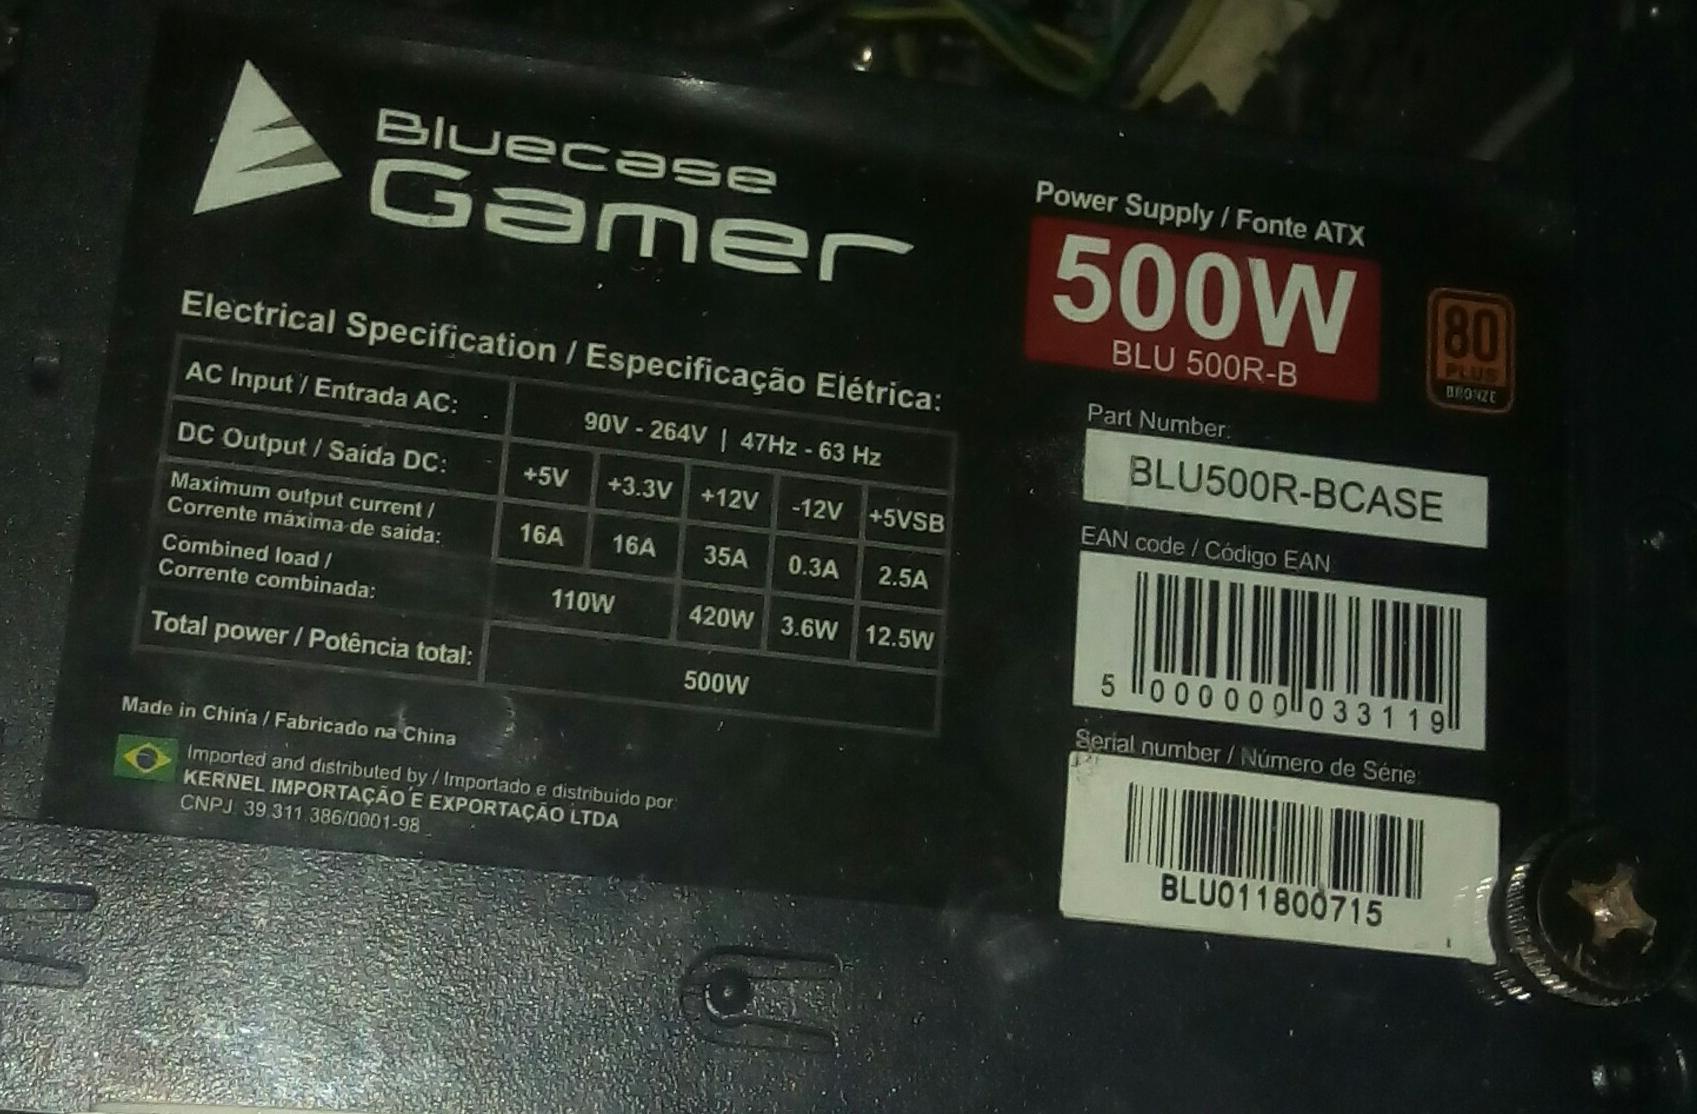 Bluecase
Gamer
Power Supply / Fonte ATX
500W
BLU 500R-B
80
PLUS
BRONZE
Electrical Specification / Especificação Elétrica:
AC Input / Entrada AC: 90V - 264V | 47Hz - 63 Hz
DC Output / Saída DC: +5V +3.3V +12V -12V +5VSB
Maximum output current /
Corrente máxima de saida: 16A 16A 35A 0.3A 2.5A
Combined load /
Corrente combinada: 110W 420W 3.6W 12.5W
Total power / Potência total: 500W
Made in China / Fabricado na China
Imported and distributed by / Importado e distribuido por:
KERNEL IMPORTAÇÃO E EXPORTAÇÃO LTDA
CNPJ 39.311.386/0001-98
Part Number:
BLU500R-BCASE
EAN code / Código EAN
5 000000 033119
Serial number / Número de Série:
BLU011800715